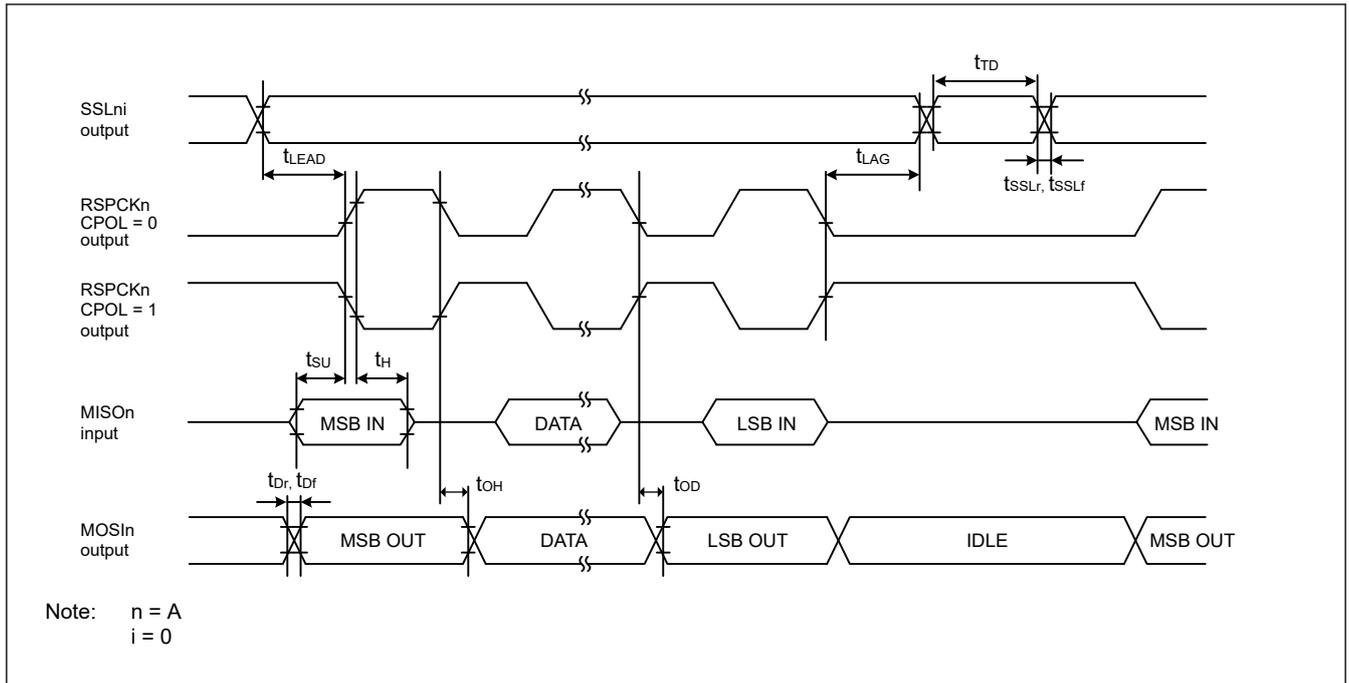 tTD
SSLni
output
tLEAD
tLAG
tSSLr, tSSLf
RSPCKn
CPOL = 0
output
RSPCKn
CPOL = 1
output
tSU
tH
MISOn
input
MSB IN
DATA
LSB IN
MSB IN
tDr, tDf
tOH
tOD
MOSIn
output
MSB OUT
DATA
LSB OUT
IDLE
MSB OUT
Note: n = A
i = 0